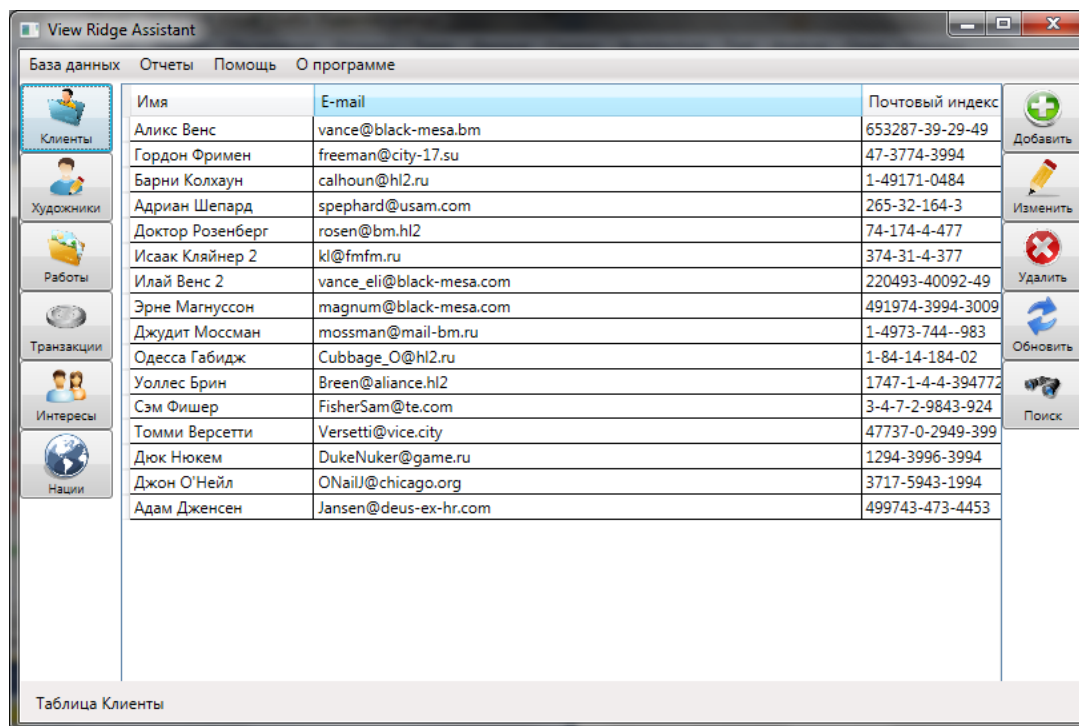 View Ridge Assistant
База данных Отчеты Помощь О программе
Клиенты
Художники
Работы
Транзакции
Интересы
Нации
Имя E-mail Почтовый индекс
Аликс Венс vance@black-mesa.bm 653287-39-29-49
Гордон Фримен freeman@city-17.su 47-3774-3994
Барни Колхаун calhoun@hl2.ru 1-49171-0484
Адриан Шепард spephard@usam.com 265-32-164-3
Доктор Розенберг rosen@bm.hl2 74-174-4-477
Исаак Кляйнер 2 kl@fmfm.ru 374-31-4-377
Илай Венс 2 vance_eli@black-mesa.com 220493-40092-49
Эрне Магнуссон magnum@black-mesa.com 491974-3994-3009
Джудит Моссман mossman@mail-bm.ru 1-4973-744--983
Одесса Габидж Cubbage_O@hl2.ru 1-84-14-184-02
Уоллес Брин Breen@aliance.hl2 1747-1-4-4-394772
Сэм Фишер FisherSam@te.com 3-4-7-2-9843-924
Томми Версетти Versetti@vice.city 47737-0-2949-399
Дюк Нюкем DukeNuker@game.ru 1294-3996-3994
Джон О'Нейл ONailJ@chicago.org 3717-5943-1994
Адам Дженсен Jansen@deus-ex-hr.com 499743-473-4453
Добавить
Изменить
Удалить
Обновить
Поиск
Таблица Клиенты